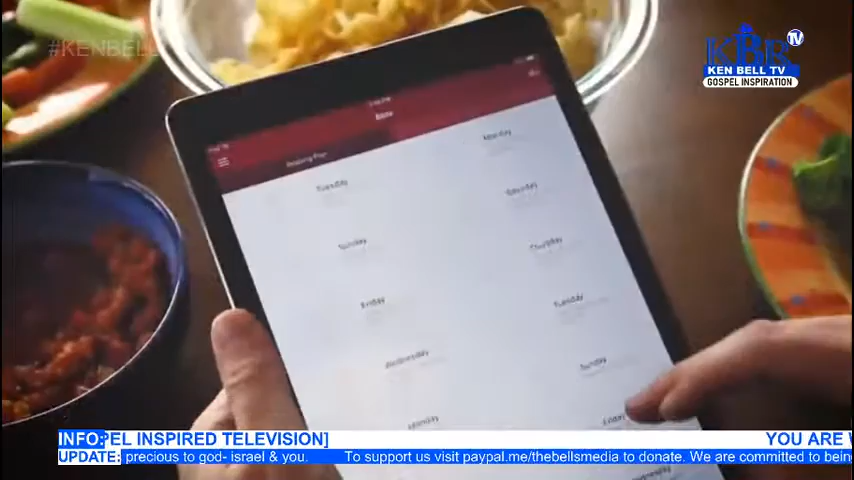 #KENBELL
KBR TV
KEN BELL TV
GOSPEL INSPIRATION
Reading Plan
Monday
Tuesday
Saturday
Sunday
Thursday
Friday
Tuesday
Wednesday
Sunday
Monday
Friday
Wednesday
INFO: PEL INSPIRED TELEVISION] YOU ARE W
UPDATE: precious to god- israel & you. To support us visit paypal.me/thebellsmedia to donate. We are committed to bein